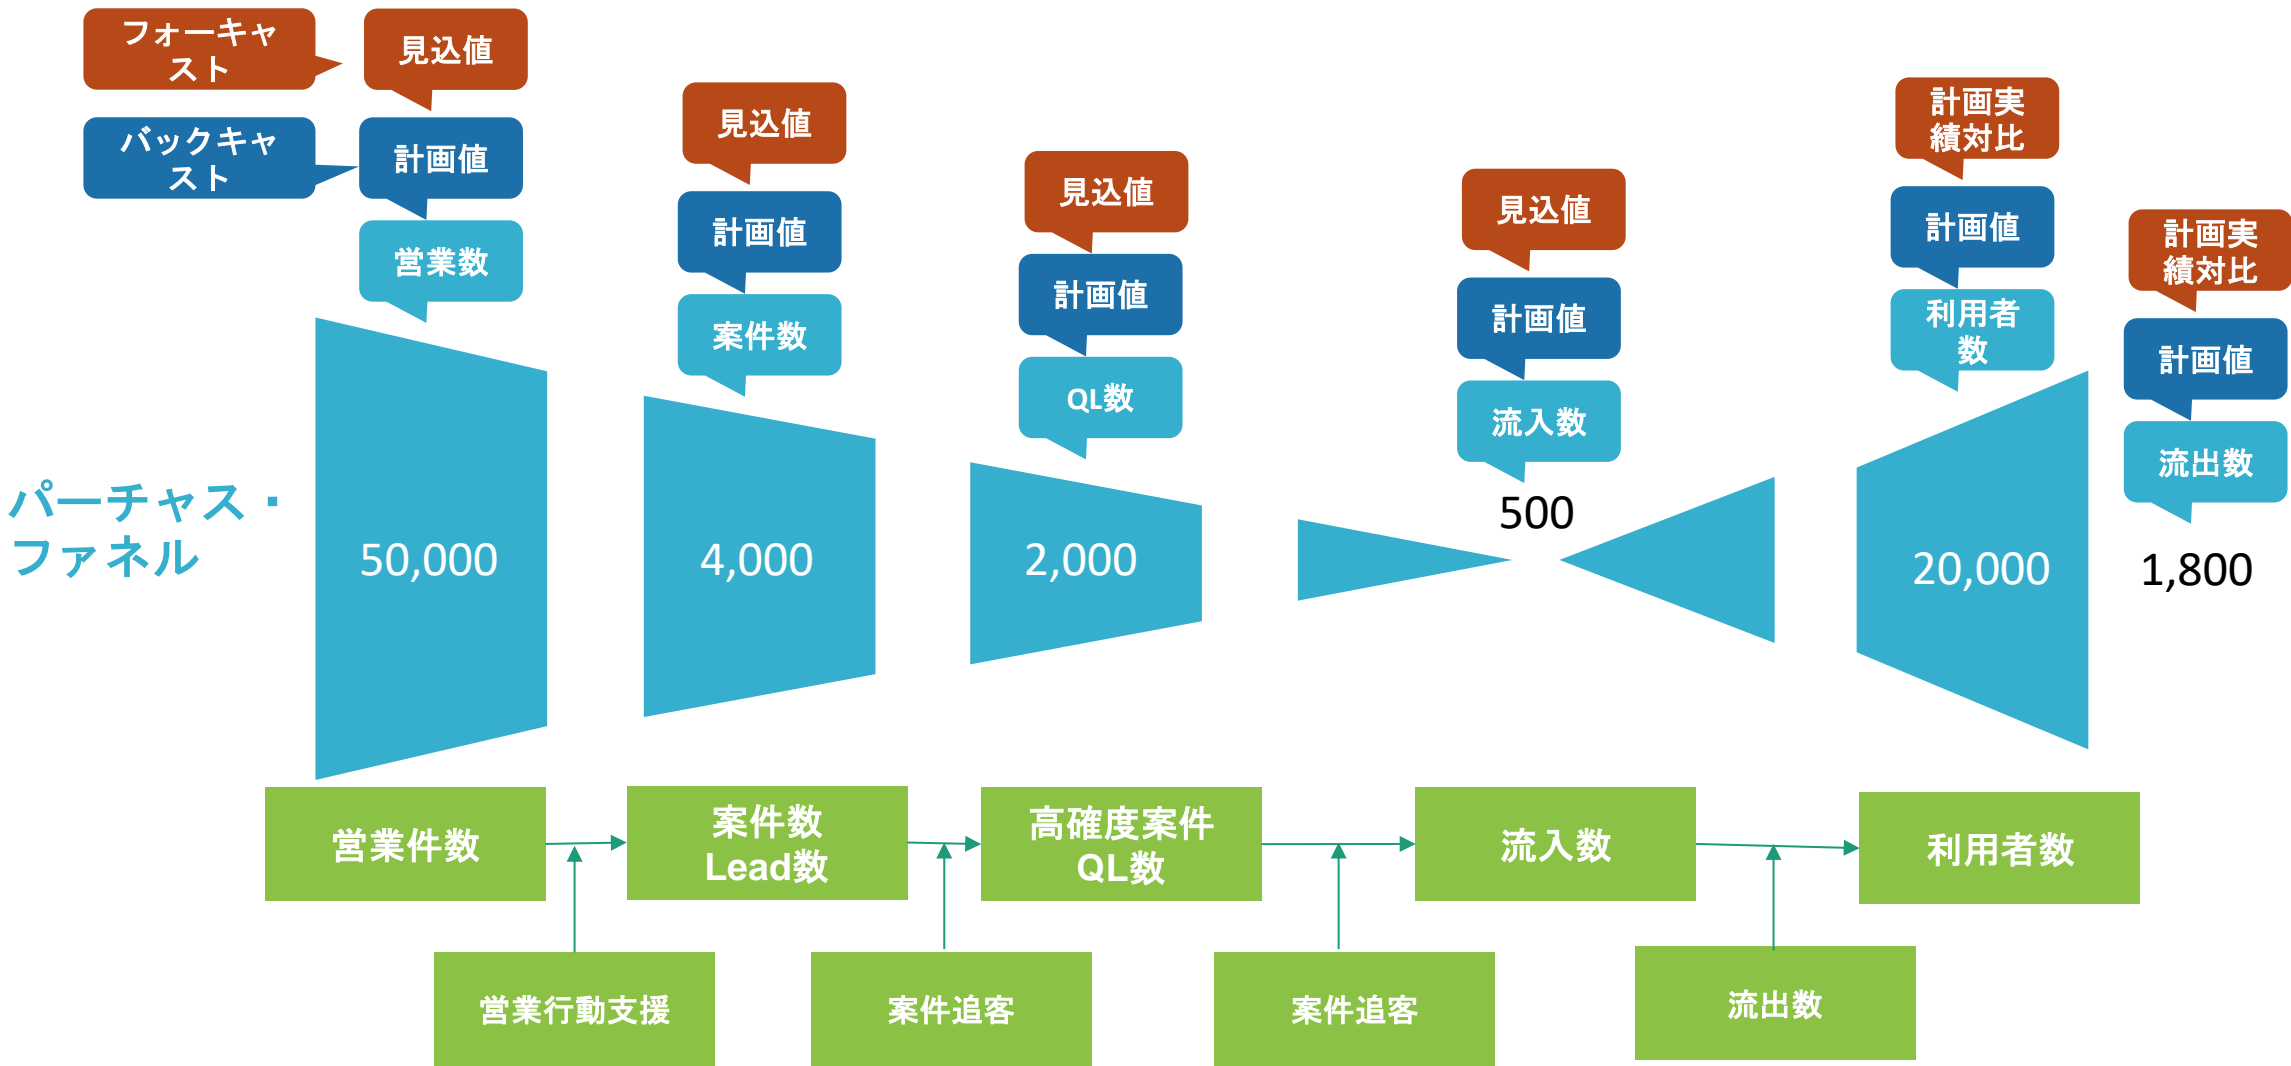 フォーキャ
スト
見込値
バックキャ
スト
計画値
営業数
見込値
計画値
案件数
見込値
計画値
QL数
見込値
計画値
流入数
500
計画実
績対比
計画値
利用者
数
計画実
績対比
計画値
流出数
1,800
パーチャス・
ファネル
50,000
4,000
2,000
20,000
営業件数
案件数
Lead数
高確度案件
QL数
流入数
利用者数
営業行動支援
案件追客
案件追客
流出数